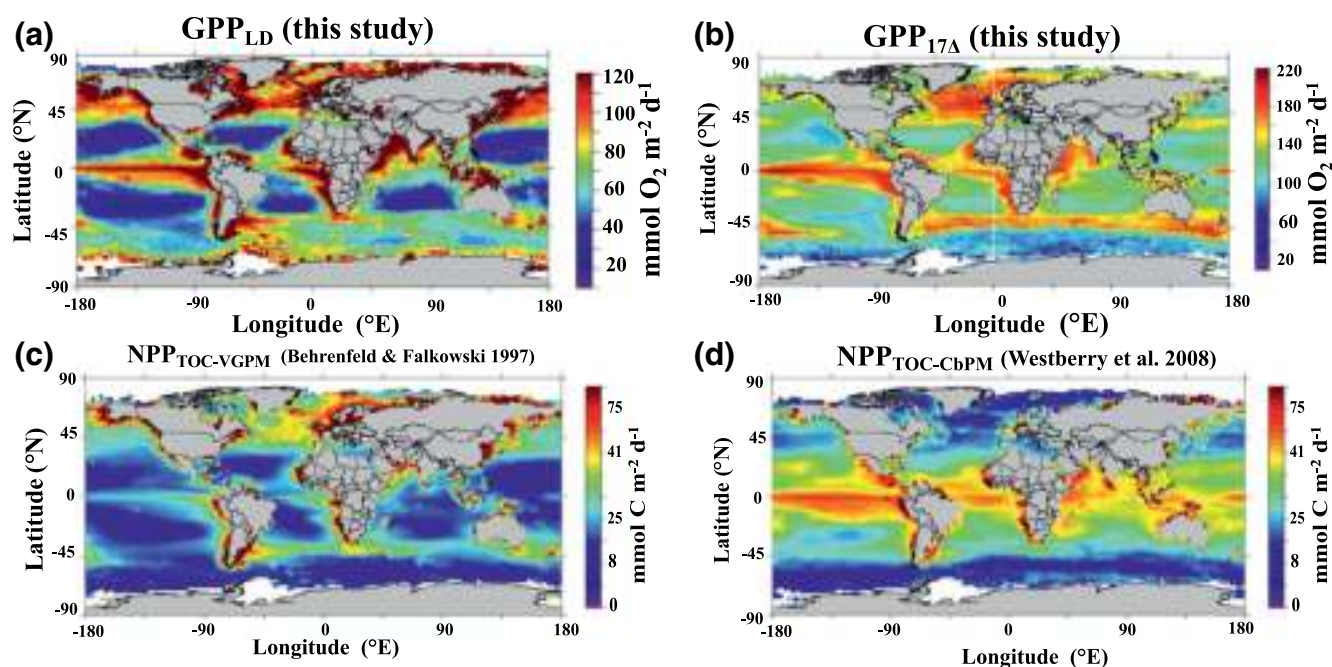 (a) GPP_LD (this study)
90
45
0
-45
-90
Latitude (°N)
-180 -90 0 90 180
Longitude (°E)
120
100
80
60
40
20
mmol O₂ m⁻² d⁻¹
(b) GPP_17Δ (this study)
90
45
0
-45
-90
Latitude (°N)
-180 -90 0 90 180
Longitude (°E)
220
180
140
100
60
20
mmol O₂ m⁻² d⁻¹
(c) NPP_TOC-VGPM (Behrenfeld & Falkowski 1997)
90
45
0
-45
-90
Latitude (°N)
-180 -90 0 90 180
Longitude (°E)
75
41
25
8
0
mmol C m⁻² d⁻¹
(d) NPP_TOC-CbPM (Westberry et al. 2008)
90
45
0
-45
-90
Latitude (°N)
-180 -90 0 90 180
Longitude (°E)
75
41
25
8
0
mmol C m⁻² d⁻¹